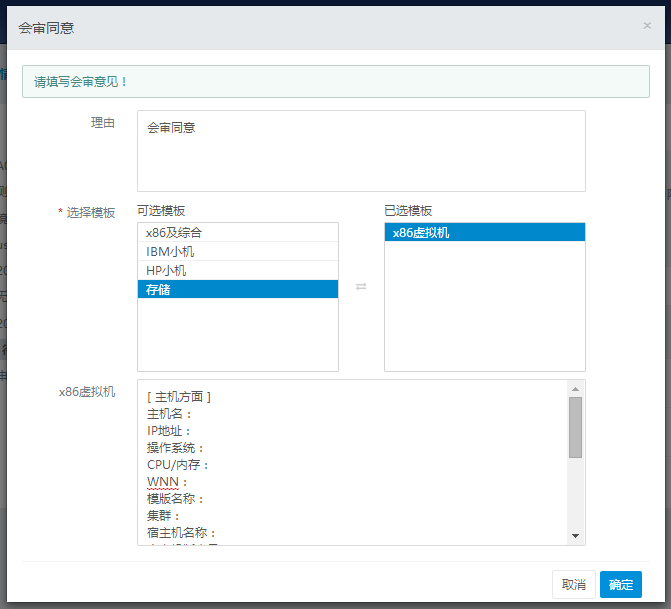 会审同意
×
请填写会审意见！
理由
会审同意
* 选择模板
可选模板
已选模板
x86及综合
IBM小机
HP小机
存储
x86虚拟机
x86虚拟机
[ 主机方面 ]
主机名：
IP地址：
操作系统：
CPU/内存：
WNN：
模版名称：
集群：
宿主机名称：
取消
确定